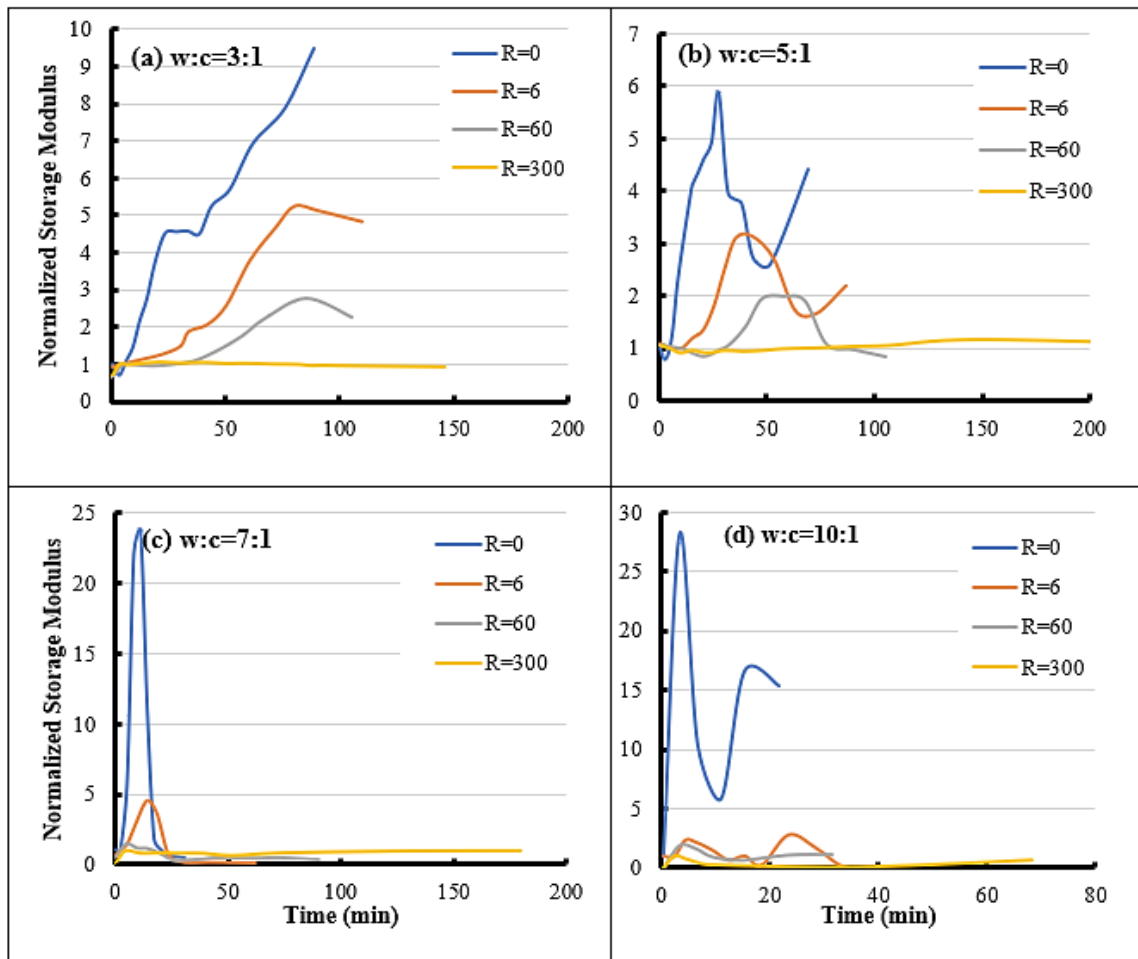 (a) w:c=3:1
Normalized Storage Modulus
10
9
8
7
6
5
4
3
2
1
0
0 50 100 150 200
R=0
R=6
R=60
R=300
(b) w:c=5:1
7
6
5
4
3
2
1
0
0 50 100 150 200
R=0
R=6
R=60
R=300
(c) w:c=7:1
Normalized Storage Modulus
25
20
15
10
5
0
0 50 100 150 200
Time (min)
R=0
R=6
R=60
R=300
(d) w:c=10:1
30
25
20
15
10
5
0
0 20 40 60 80
Time (min)
R=0
R=6
R=60
R=300